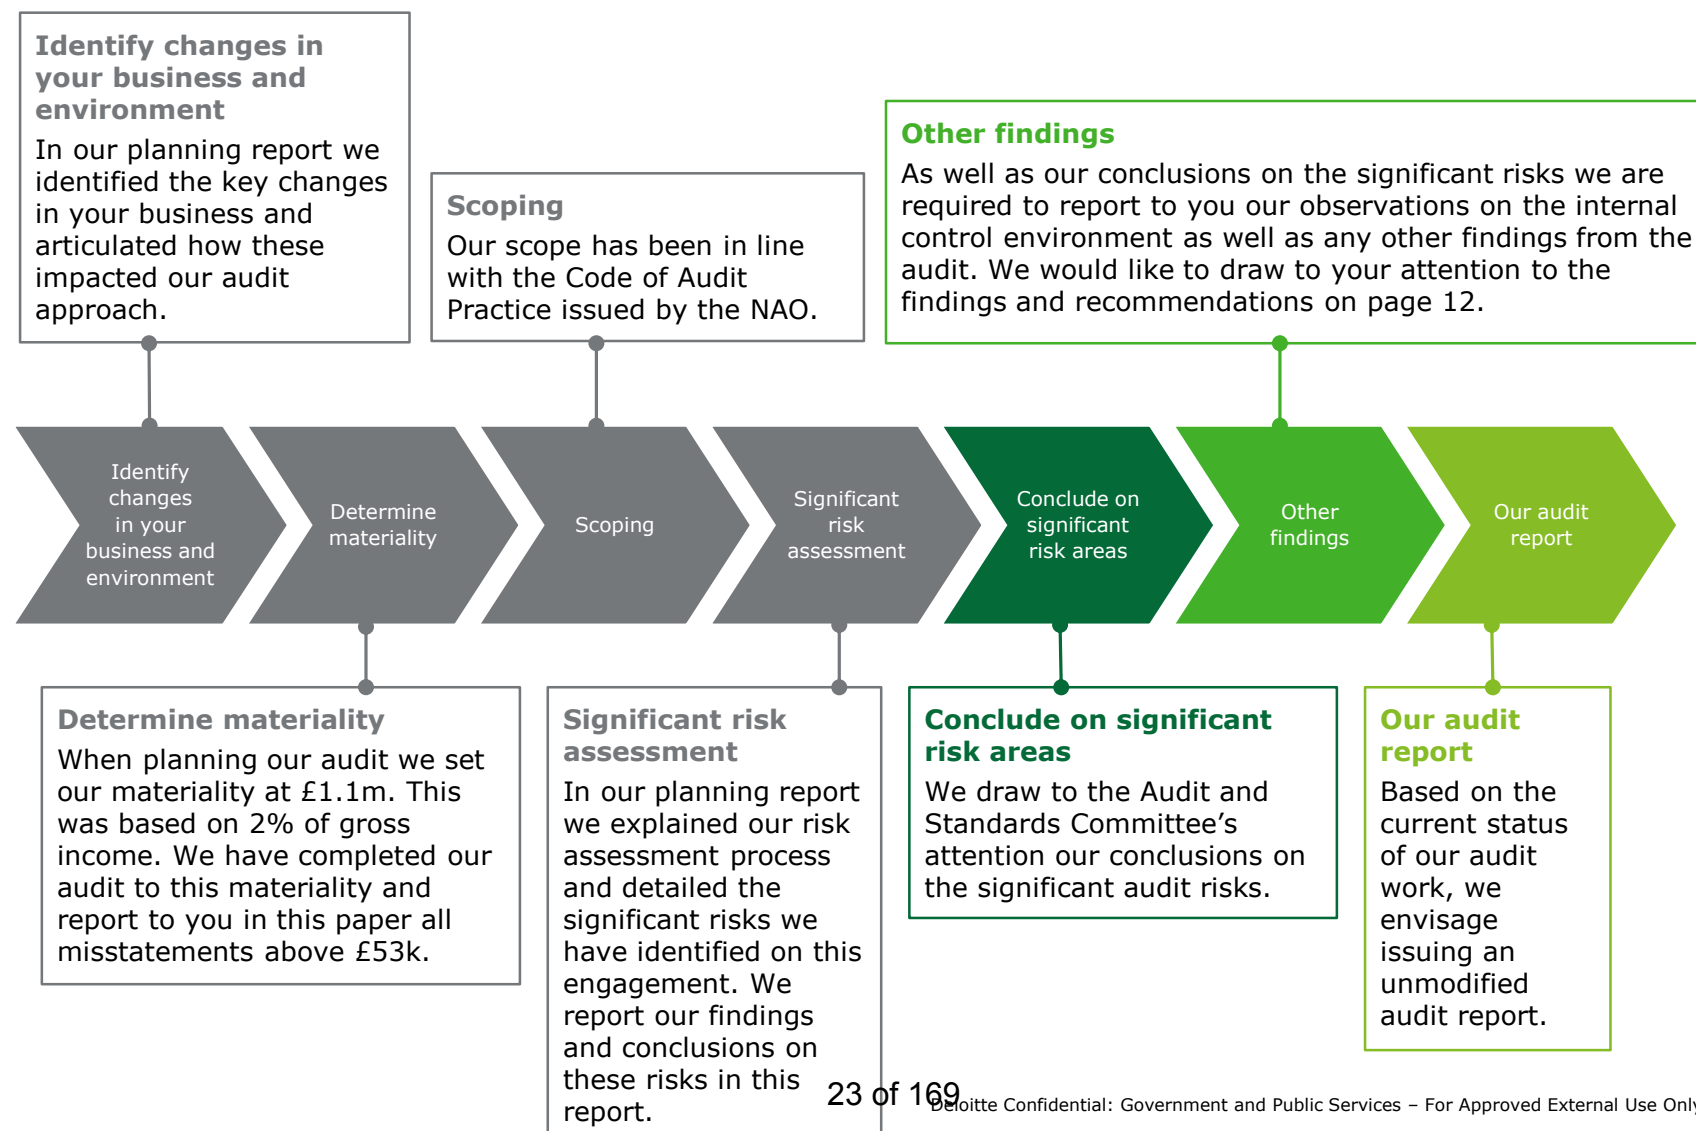 Identify changes in
your business and
environment
In our planning report we
identified the key changes
in your business and
articulated how these
impacted our audit
approach.
Scoping
Our scope has been in line
with the Code of Audit
Practice issued by the NAO.
Other findings
As well as our conclusions on the significant risks we are
required to report to you our observations on the internal
control environment as well as any other findings from the
audit. We would like to draw to your attention to the
findings and recommendations on page 12.
Identify
changes
in your
business and
environment
Determine
materiality
Scoping
Significant
risk
assessment
Conclude on
significant
risk areas
Other
findings
Our audit
report
Determine materiality
When planning our audit we set
our materiality at £1.1m. This
was based on 2% of gross
income. We have completed our
audit to this materiality and
report to you in this paper all
misstatements above £53k.
Significant risk
assessment
In our planning report
we explained our risk
assessment process
and detailed the
significant risks we
have identified on this
engagement. We
report our findings
and conclusions on
these risks in this
report.
Conclude on significant
risk areas
We draw to the Audit and
Standards Committee’s
attention our conclusions on
the significant audit risks.
Our audit
report
Based on the
current status
of our audit
work, we
envisage
issuing an
unmodified
audit report.
23 of 169
Deloitte Confidential: Government and Public Services – For Approved External Use Only